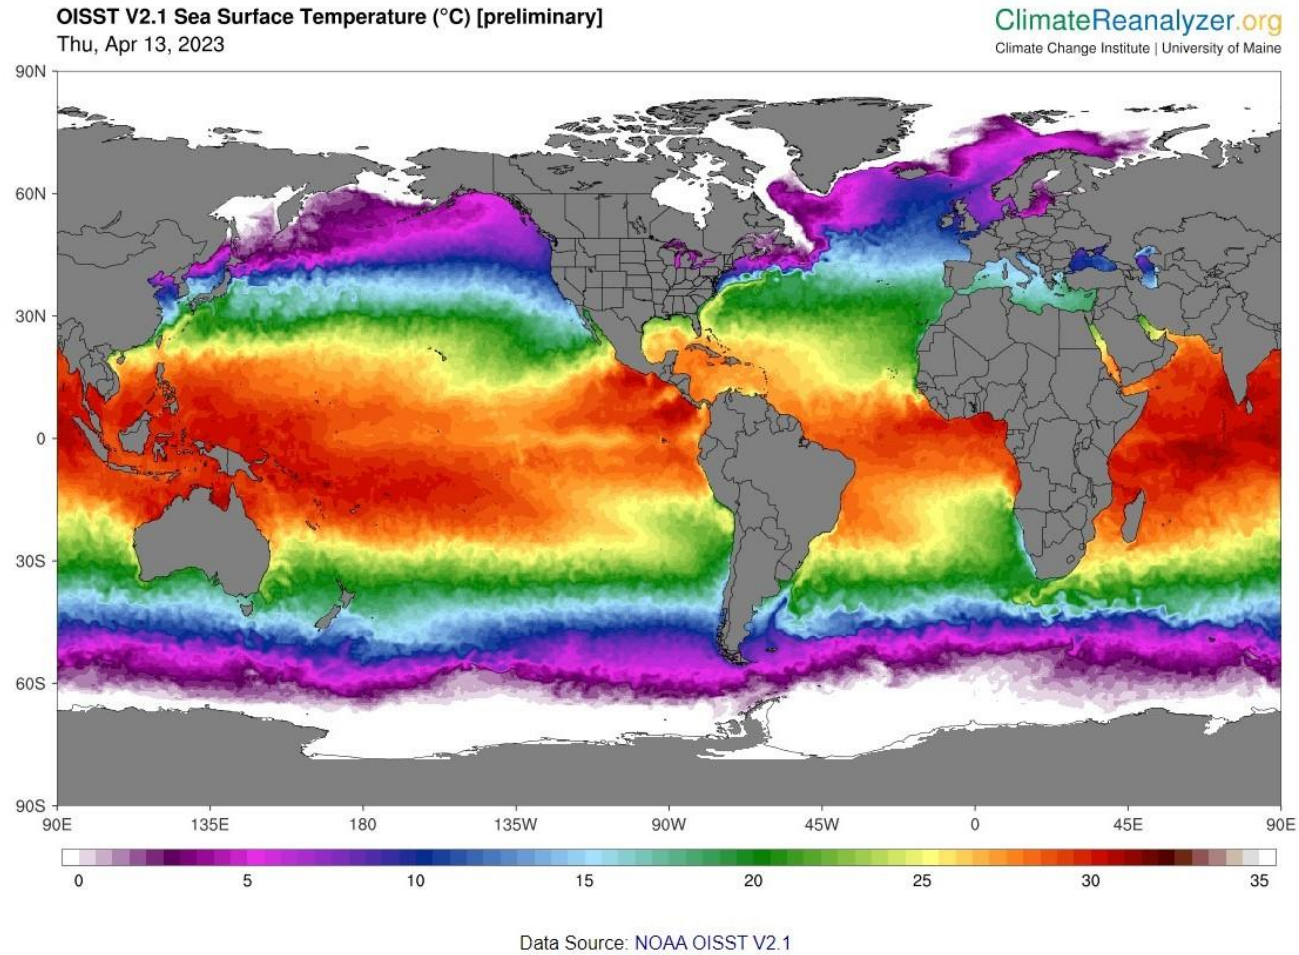 OISST V2.1 Sea Surface Temperature (°C) [preliminary]
Thu, Apr 13, 2023
ClimateReanalyzer.org
Climate Change Institute | University of Maine
90N
60N
30N
0
30S
60S
90S
90E 135E 180 135W 90W 45W 0 45E 90E
0 5 10 15 20 25 30 35
Data Source: NOAA OISST V2.1